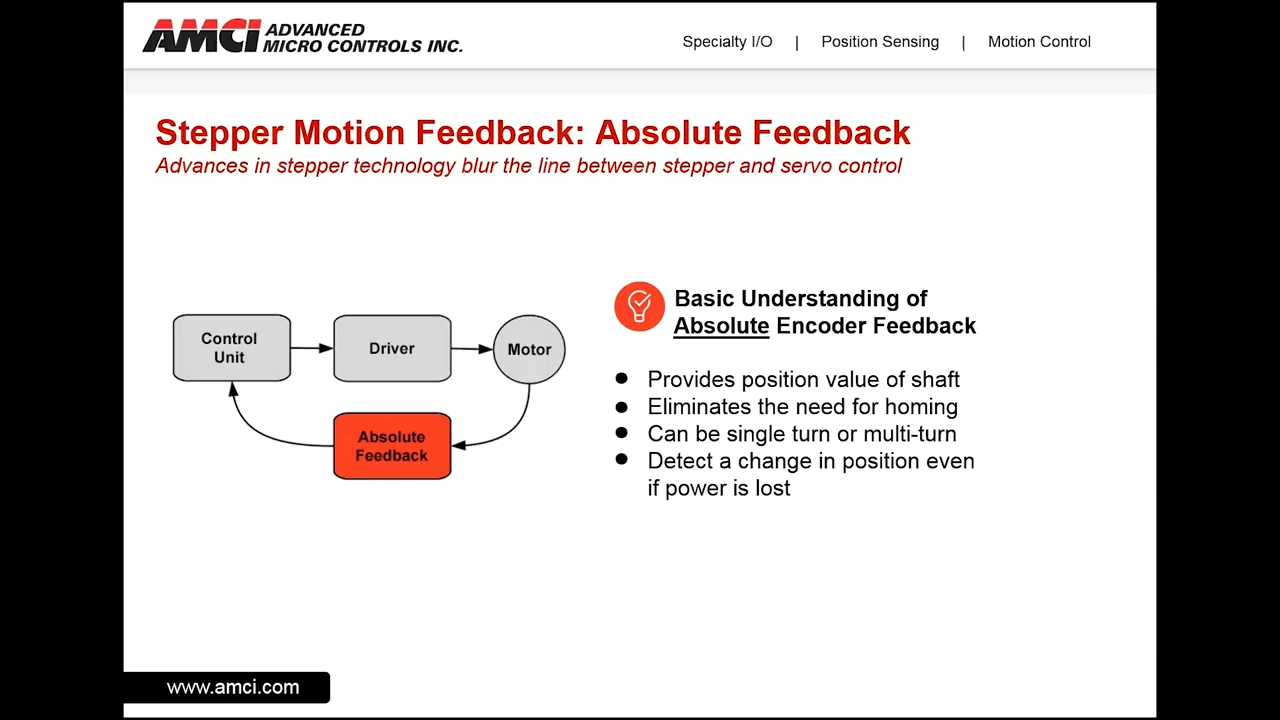 AMCI ADVANCED
MICRO CONTROLS INC.
Specialty I/O | Position Sensing | Motion Control
Stepper Motion Feedback: Absolute Feedback
Advances in stepper technology blur the line between stepper and servo control
Control
Unit
Driver
Motor
Absolute
Feedback
Basic Understanding of
Absolute Encoder Feedback
● Provides position value of shaft
● Eliminates the need for homing
● Can be single turn or multi-turn
● Detect a change in position even
if power is lost
www.amci.com